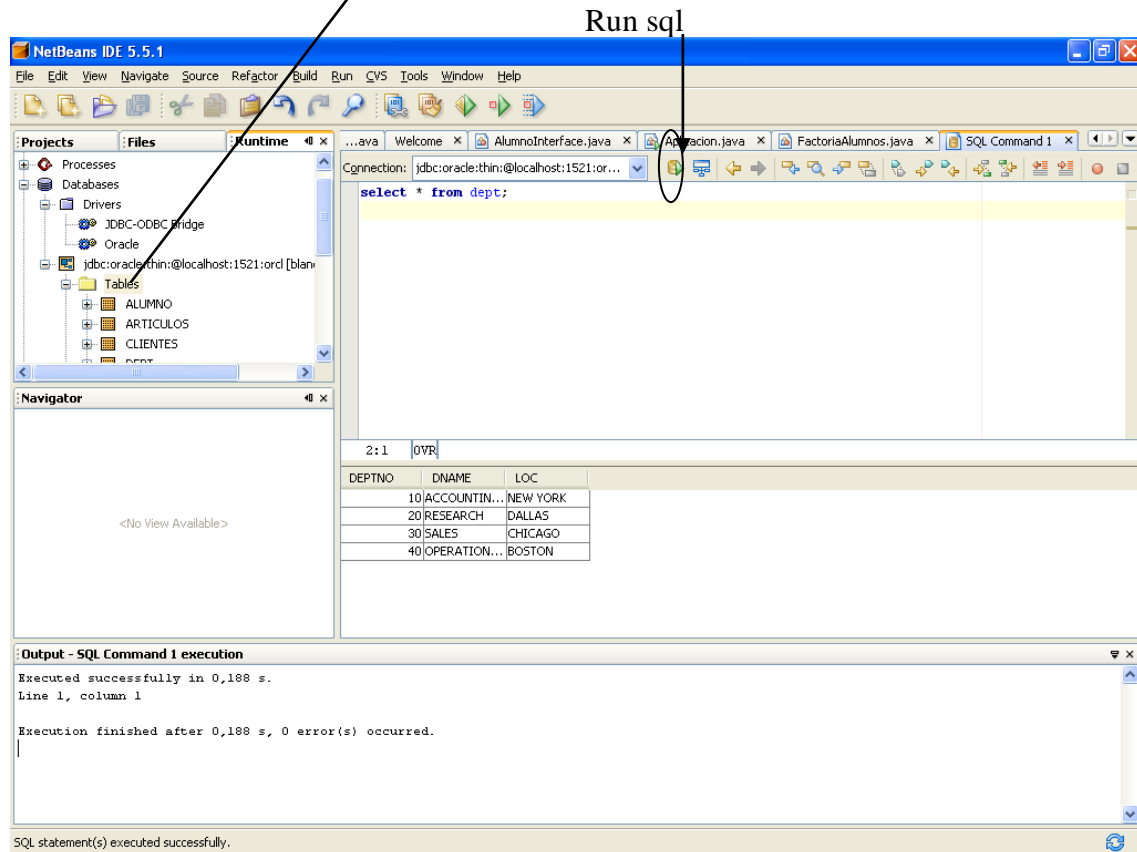 Run sql
NetBeans IDE 5.5.1
File Edit View Navigate Source Refactor Build Run CVS Tools Window Help
Projects Files Runtime
...ava Welcome AlumnoInterface.java FactoriaAlumnos.java SQL Command 1
Connection: jdbc:oracle:thin:@localhost:1521:or...
Processes
Databases
Drivers
JDBC-ODBC Bridge
Oracle
jdbc:oracle:thin:@localhost:1521:orcl [blan
Tables
ALUMNO
ARTICULOS
CLIENTES
DEPT
select * from dept;
2:1 OVR
Navigator
<No View Available>
DEPTNO DNAME LOC
10 ACCOUNTIN... NEW YORK
20 RESEARCH DALLAS
30 SALES CHICAGO
40 OPERATION... BOSTON
Output - SQL Command 1 execution
Executed successfully in 0,188 s.
Line 1, column 1
Execution finished after 0,188 s, 0 error(s) occurred.
SQL statement(s) executed successfully.